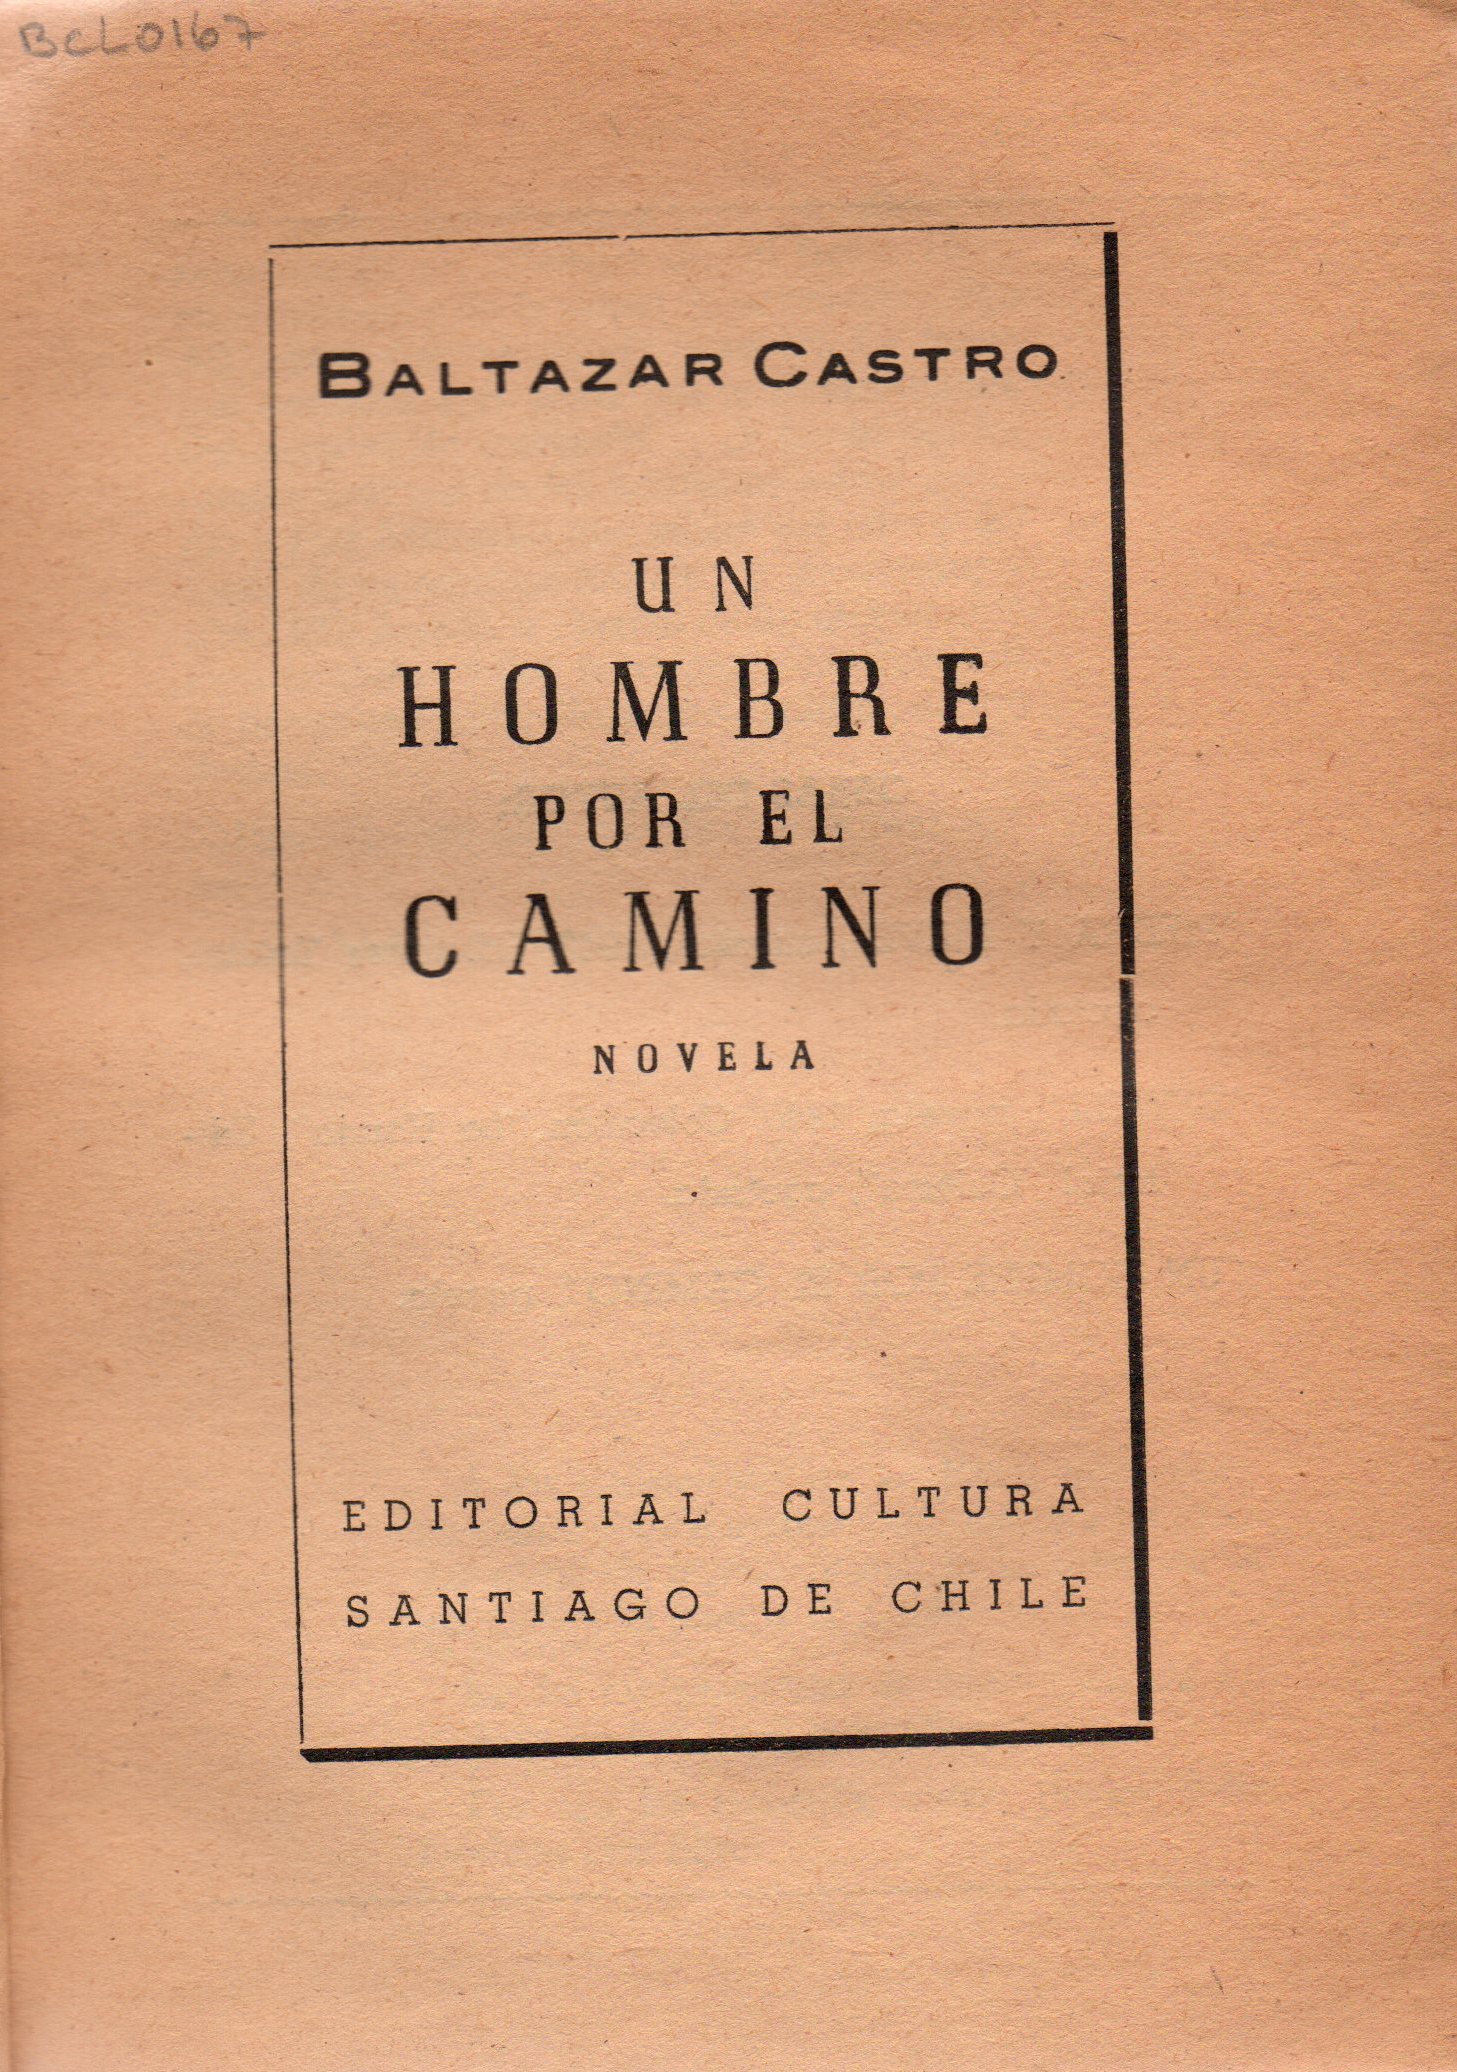 BCL0167
BALTAZAR CASTRO
UN
HOMBRE
POR EL
CAMINO
NOVELA
EDITORIAL CULTURA
SANTIAGO DE CHILE